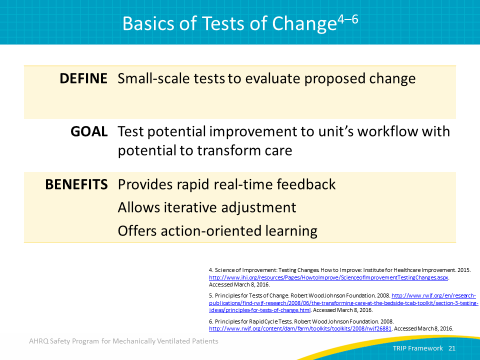 Basics of Tests of Change4–6
DEFINE Small-scale tests to evaluate proposed change
GOAL Test potential improvement to unit's workflow with
potential to transform care
BENEFITS Provides rapid real-time feedback
Allows iterative adjustment
Offers action-oriented learning
4. Science of Improvement: Testing Changes. How to Improve: Institute for Healthcare Improvement. 2015.
http://www.ihi.org/resources/Pages/HowtoImprove/ScienceofImprovementTestingChanges.aspx.
Accessed March 8, 2016.
5. Principles for Tests of Change. Robert Wood Johnson Foundation. 2008. http://www.rwjf.org/en/research-
publications/find-rwjf-research/2008/06/the-transforming-care-at-the-bedside-tcab-toolkit/section-3-testing-
ideas/principles-for-tests-of-change.html. Accessed March 8, 2016.
6. Principles for Rapid Cycle Tests. Robert Wood Johnson Foundation. 2008.
http://www.rwjf.org/content/dam/farm/toolkits/toolkits/2008/rwjf26881. Accessed March 8, 2016.
AHRQ Safety Program for Mechanically Ventilated Patients
TRIP Framework 21